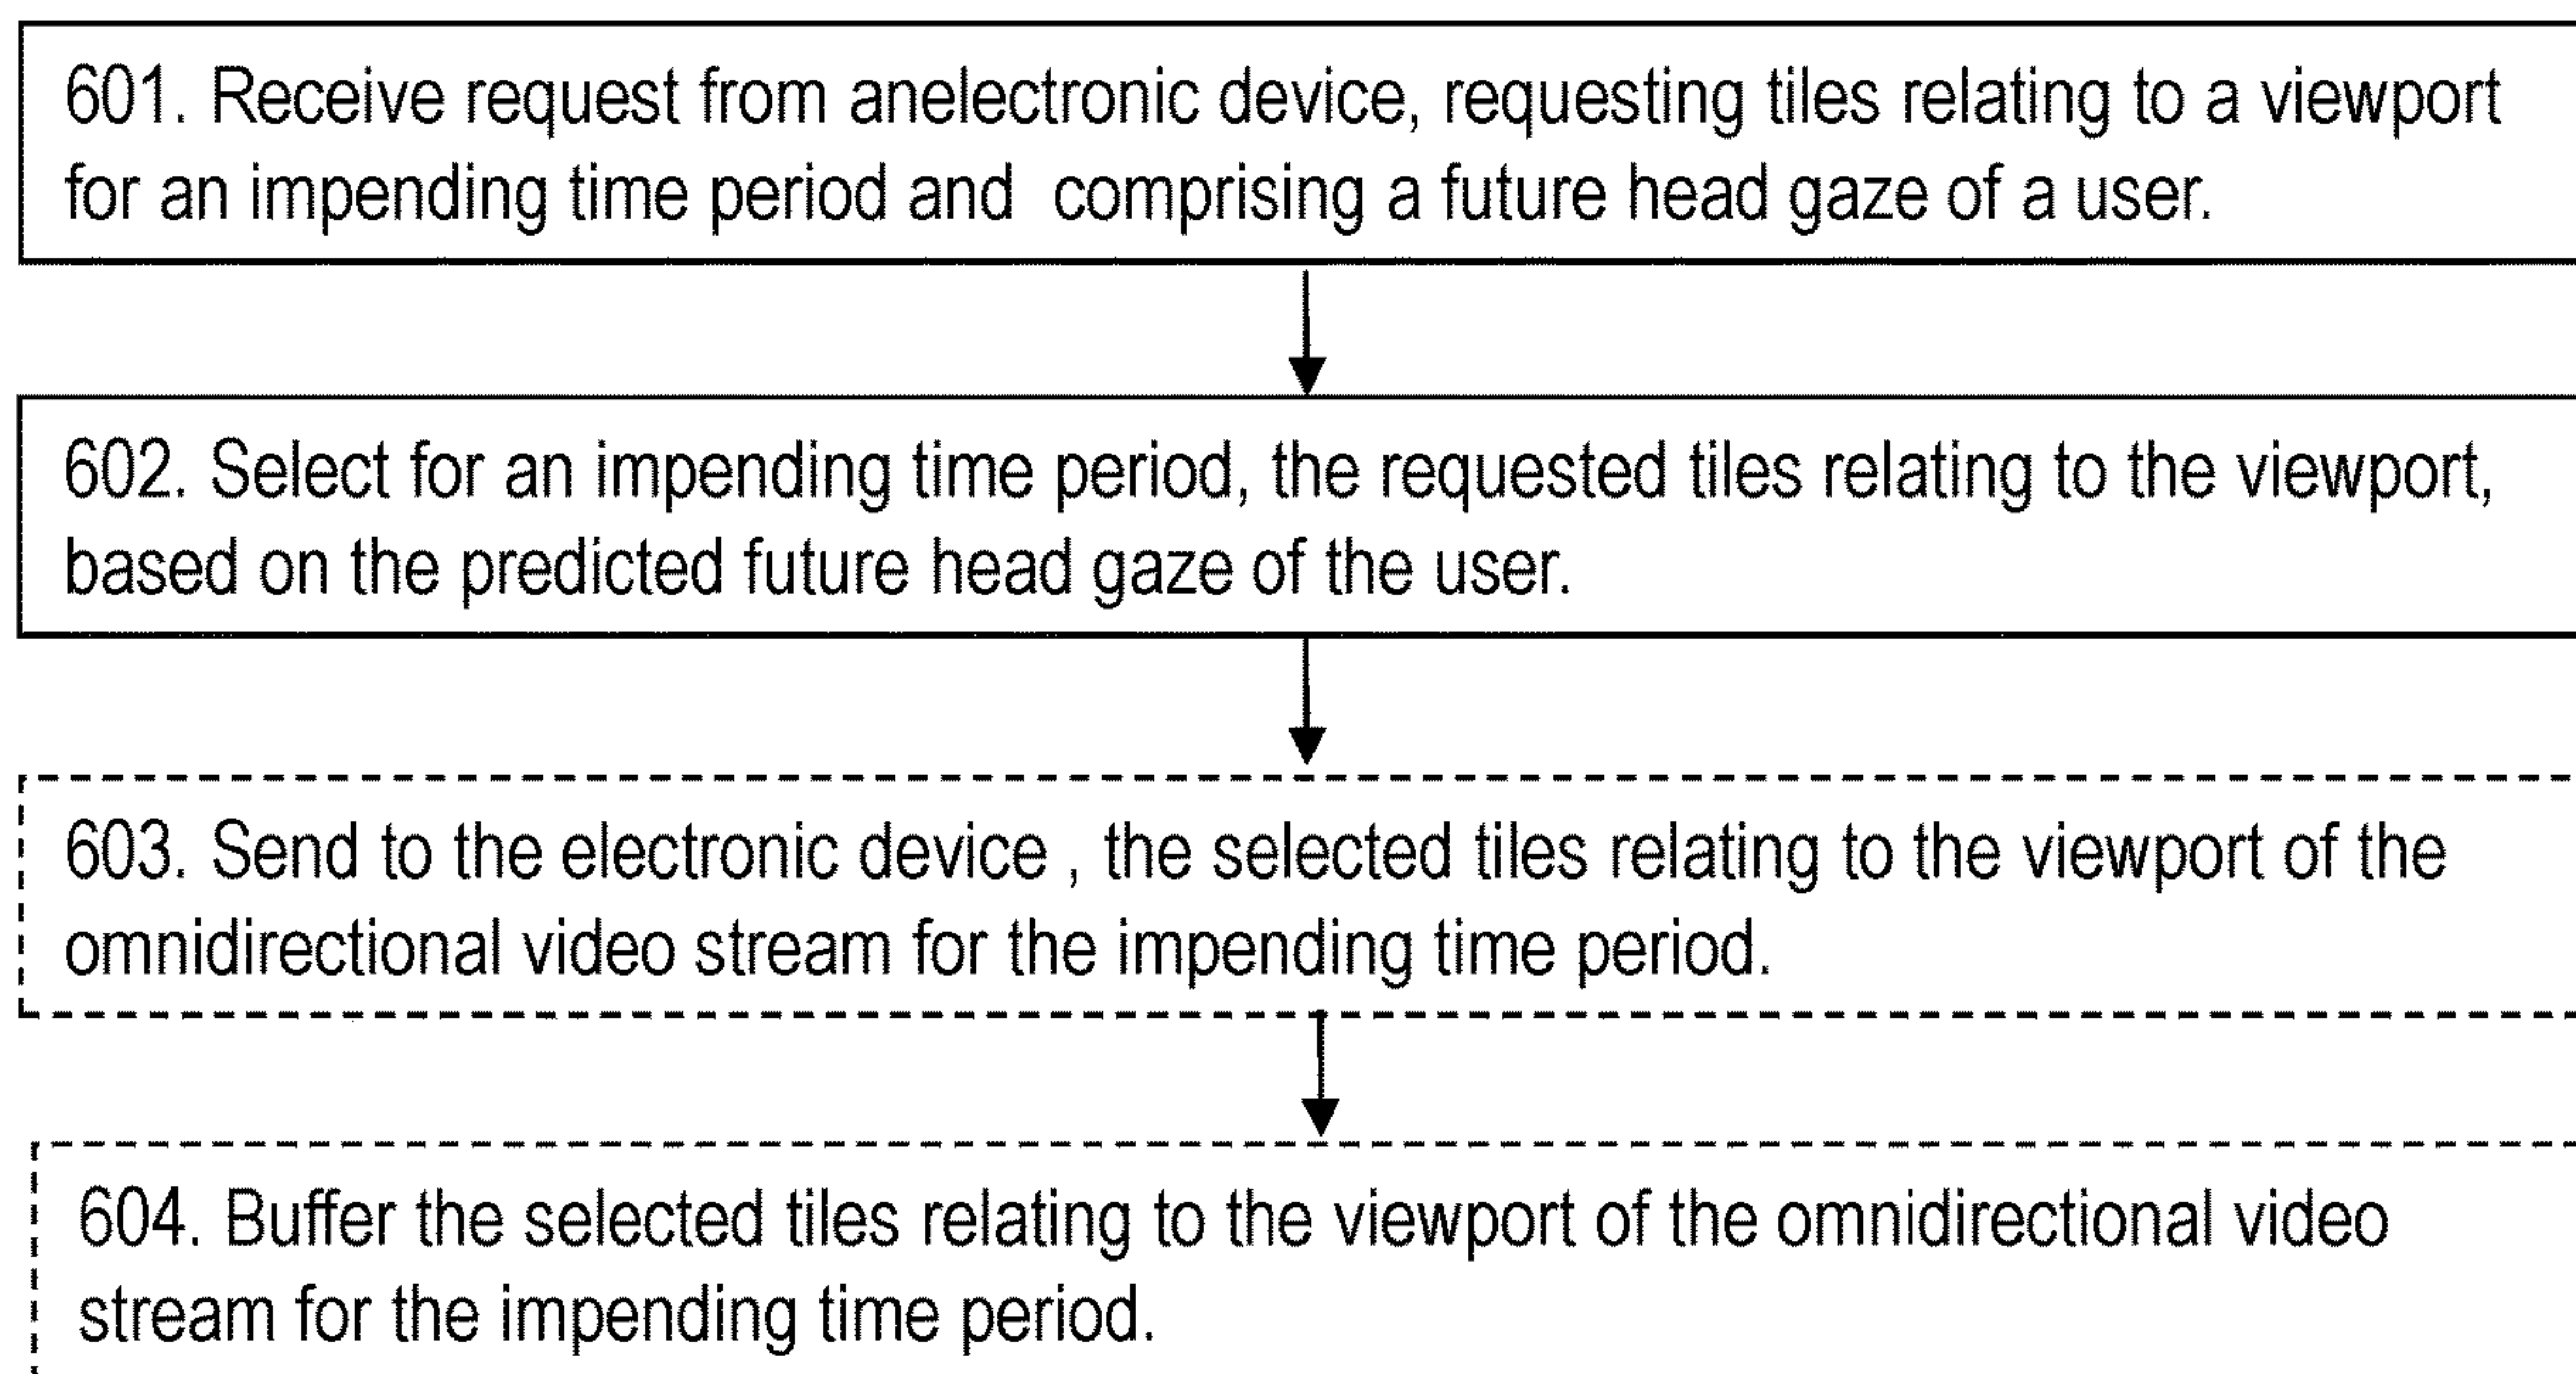 601. Receive request from anelectronic device, requesting tiles relating to a viewport
for an impending time period and  comprising a future head gaze of a user.
602. Select for an impending time period, the requested tiles relating to the viewport,
based on the predicted future head gaze of the user.
603. Send to the electronic device , the selected tiles relating to the viewport of the
omnidirectional video stream for the impending time period.
604. Buffer the selected tiles relating to the viewport of the omnidirectional video
stream for the impending time period.